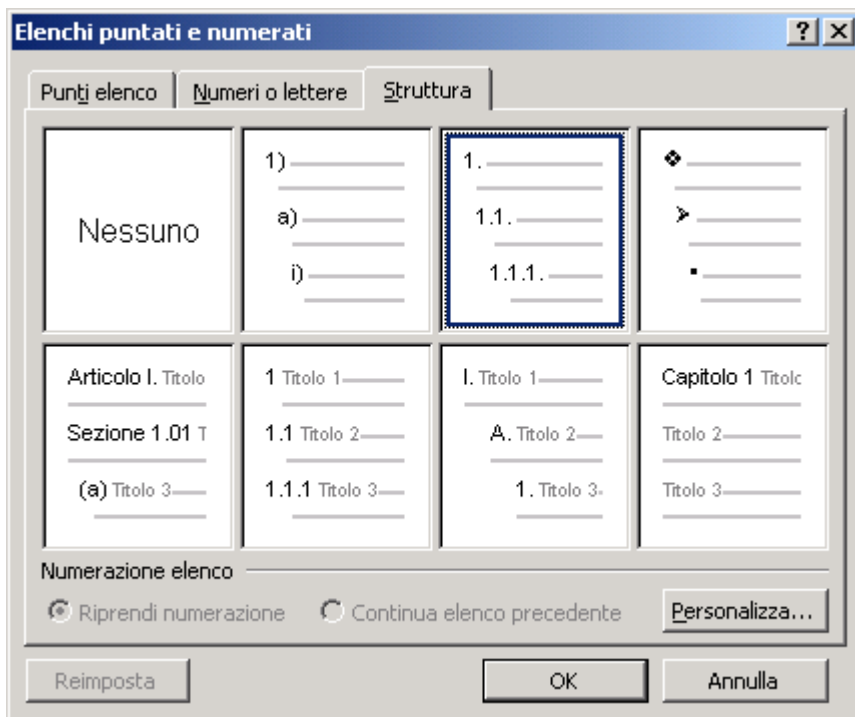 Elenchi puntati e numerati
Punti elenco Numeri o lettere Struttura
Nessuno
1)
a)
i)
1.
1.1.
1.1.1.
Articolo I. Titolo
Sezione 1.01 T
(a) Titolo 3
1 Titolo 1
1.1 Titolo 2
1.1.1 Titolo 3
I. Titolo 1
A. Titolo 2
1. Titolo 3
Capitolo 1 Titolo
Titolo 2
Titolo 3
Numerazione elenco
Riprendi numerazione Continua elenco precedente Personalizza...
Reimposta OK Annulla